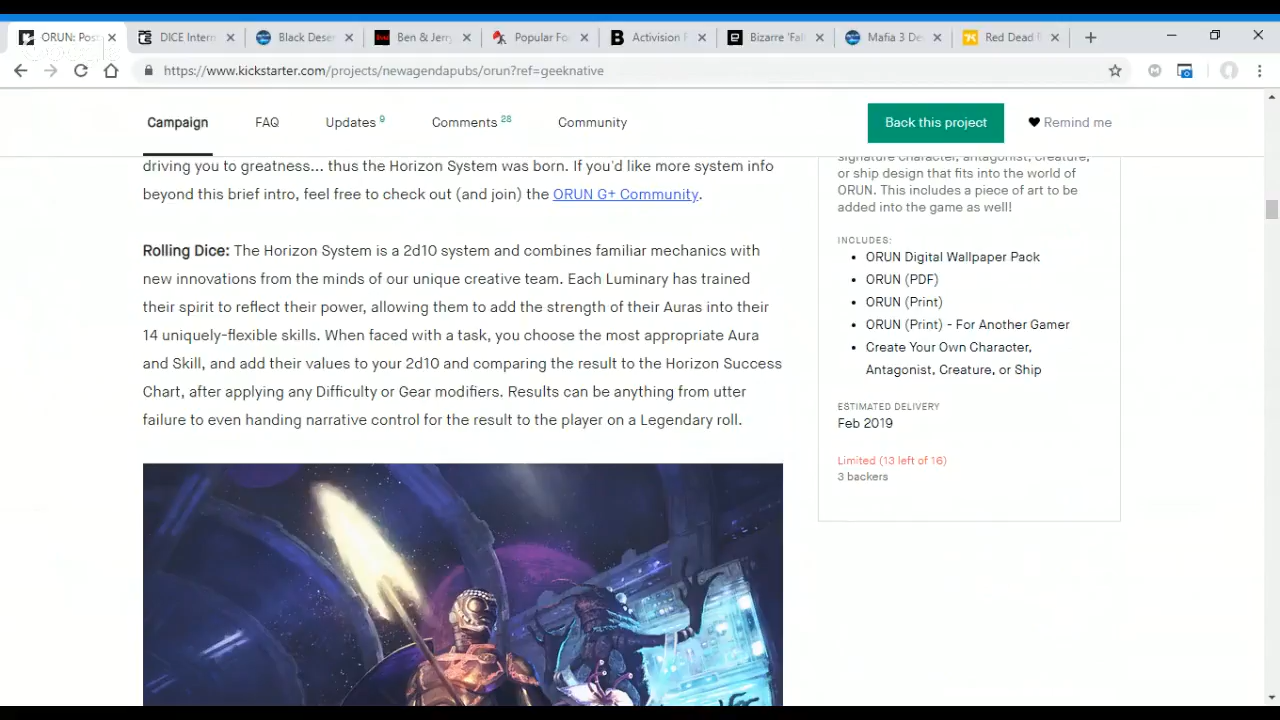 ORUN: Post
DICE Intern
Black Deser
Ben & Jerry
Popular Fo
Activision F
Bizarre 'Fal
Mafia 3 De
Red Dead
https://www.kickstarter.com/projects/newagendapubs/orun?ref=geeknative
Campaign
FAQ
Updates 9
Comments 28
Community
Back this project
Remind me
driving you to greatness... thus the Horizon System was born. If you'd like more system info
beyond this brief intro, feel free to check out (and join) the ORUN G+ Community.
Rolling Dice: The Horizon System is a 2d10 system and combines familiar mechanics with
new innovations from the minds of our unique creative team. Each Luminary has trained
their spirit to reflect their power, allowing them to add the strength of their Auras into their
14 uniquely-flexible skills. When faced with a task, you choose the most appropriate Aura
and Skill, and add their values to your 2d10 and comparing the result to the Horizon Success
Chart, after applying any Difficulty or Gear modifiers. Results can be anything from utter
failure to even handing narrative control for the result to the player on a Legendary roll.
signature character, antagonist, creature,
or ship design that fits into the world of
ORUN. This includes a piece of art to be
added into the game as well!
INCLUDES:
• ORUN Digital Wallpaper Pack
• ORUN (PDF)
• ORUN (Print)
• ORUN (Print) - For Another Gamer
• Create Your Own Character,
Antagonist, Creature, or Ship
ESTIMATED DELIVERY
Feb 2019
Limited (13 left of 16)
3 backers